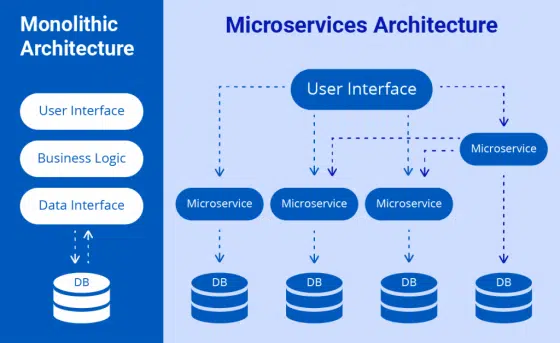 Monolithic
Architecture
User Interface
Business Logic
Data Interface
DB
Microservices Architecture
User Interface
Microservice
Microservice
Microservice
Microservice
DB
DB
DB
DB